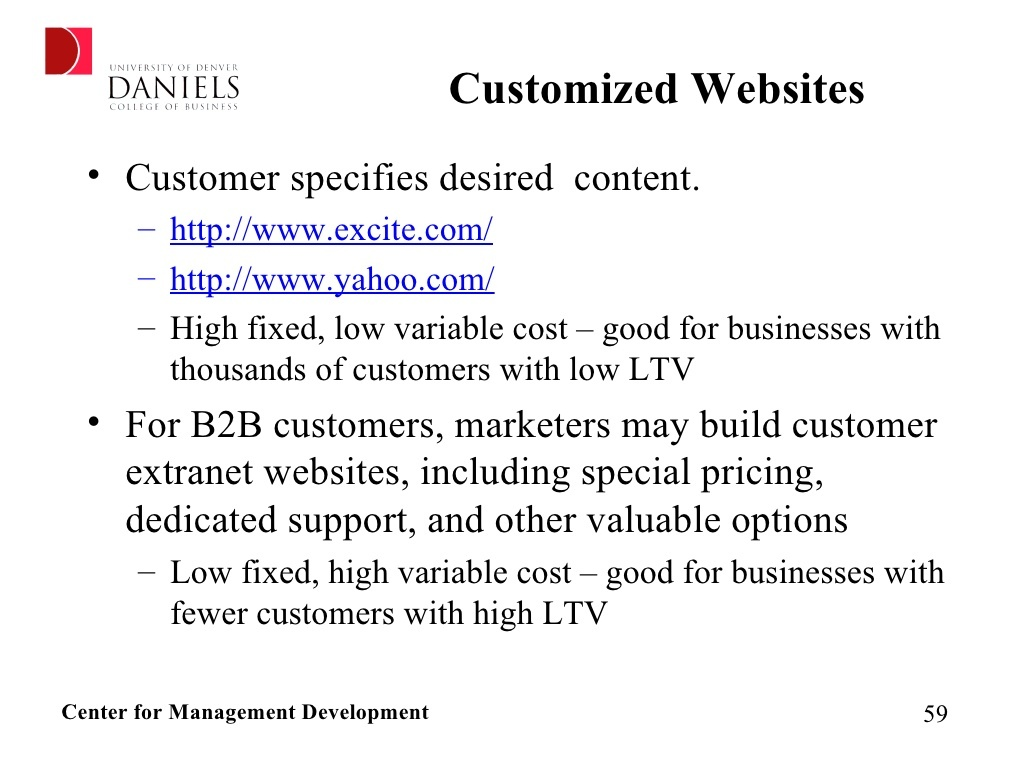 UNIVERSITY OF DENVER
DANIELS
COLLEGE OF BUSINESS
Customized Websites
• Customer specifies desired  content.
– http://www.excite.com/
– http://www.yahoo.com/
– High fixed, low variable cost – good for businesses with
thousands of customers with low LTV
• For B2B customers, marketers may build customer
extranet websites, including special pricing,
dedicated support, and other valuable options
– Low fixed, high variable cost – good for businesses with
fewer customers with high LTV
Center for Management Development
59